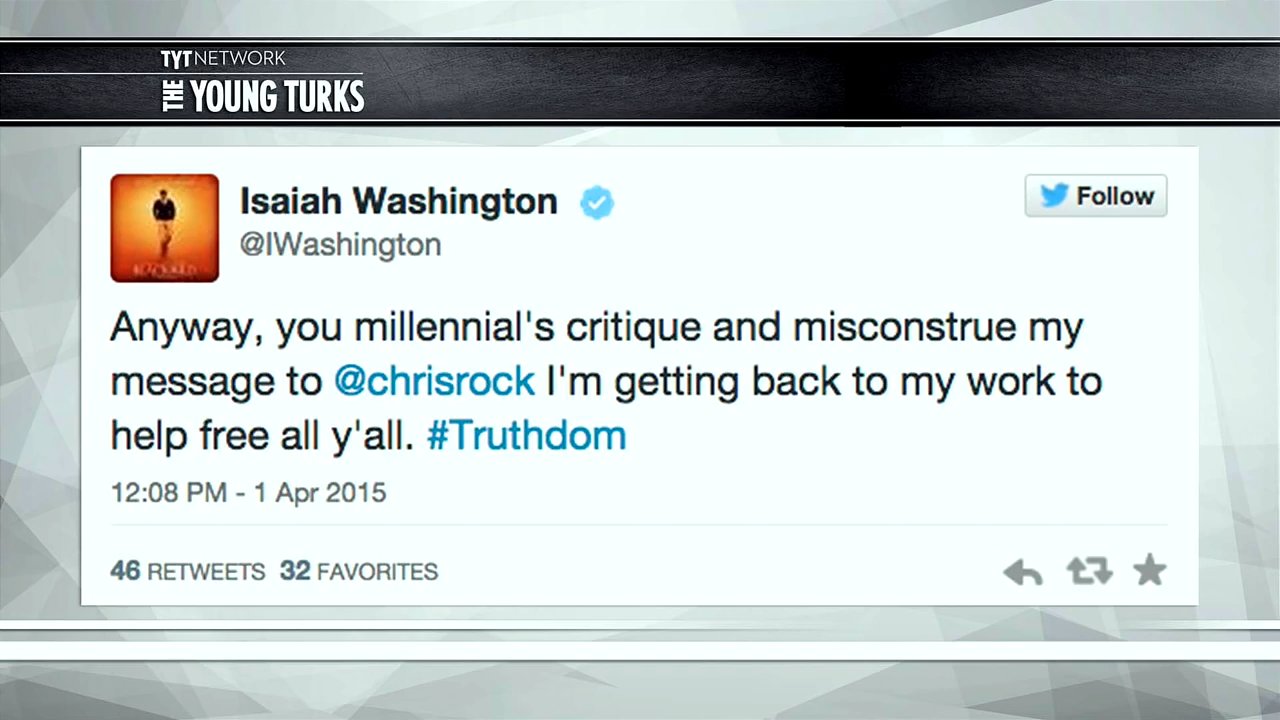 TYT NETWORK
THE YOUNG TURKS
Isaiah Washington
Follow
@IWashington
Anyway, you millennial's critique and misconstrue my
message to @chrisrock I'm getting back to my work to
help free all y'all. #Truthdom
12:08 PM - 1 Apr 2015
46 RETWEETS 32 FAVORITES